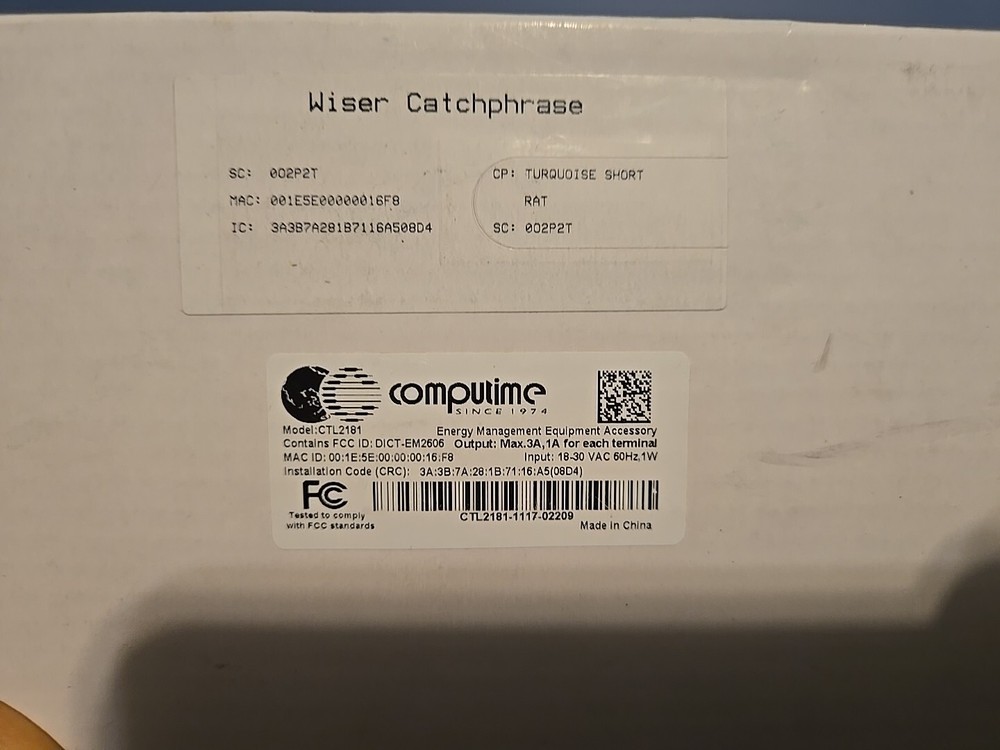 Wiser Catchphrase
SC: 002P2T
MAC: 001E5E00000016F8
IC: 3A3B7A281B7116A508D4
CP: TURQUOISE SHORT
RAT
SC: 002P2T
computime
SINCE 1974
Model:CTL2181
Energy Management Equipment Accessory
Contains FCC ID: DICT-EM2606 Output: Max.3A,1A for each terminal
MAC ID: 00:1E:5E:00:00:00:16:F8 Input: 18-30 VAC 60Hz,1W
Installation Code (CRC): 3A:3B:7A:28:1B:71:16:A5(08D4)
FC
Tested to comply
with FCC standards
CTL2181-1117-02209
Made in China